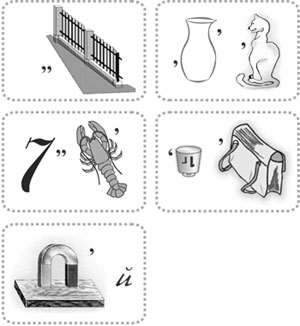 ,,
, ,
7 ,, ,
‘ ,
, й